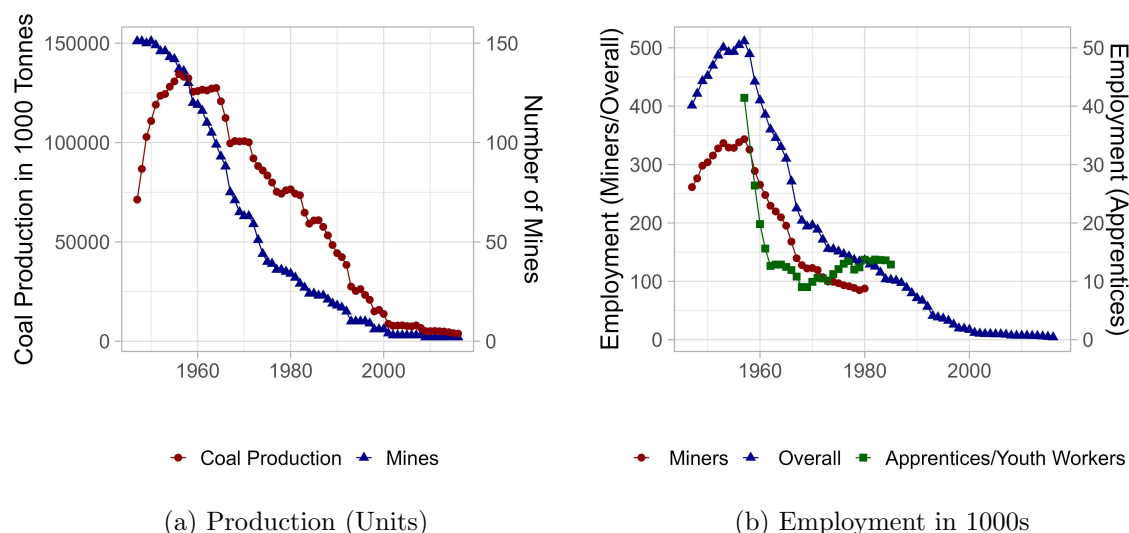 Coal Production in 1000 Tonnes
150000
100000
50000
0
150
100
50
0
Number of Mines
1960
1980
2000
Coal Production
Mines
(a) Production (Units)
Employment (Miners/Overall)
500
400
300
200
100
0
50
40
30
20
10
0
Employment (Apprentices)
1960
1980
2000
Miners
Overall
Apprentices/Youth Workers
(b) Employment in 1000s